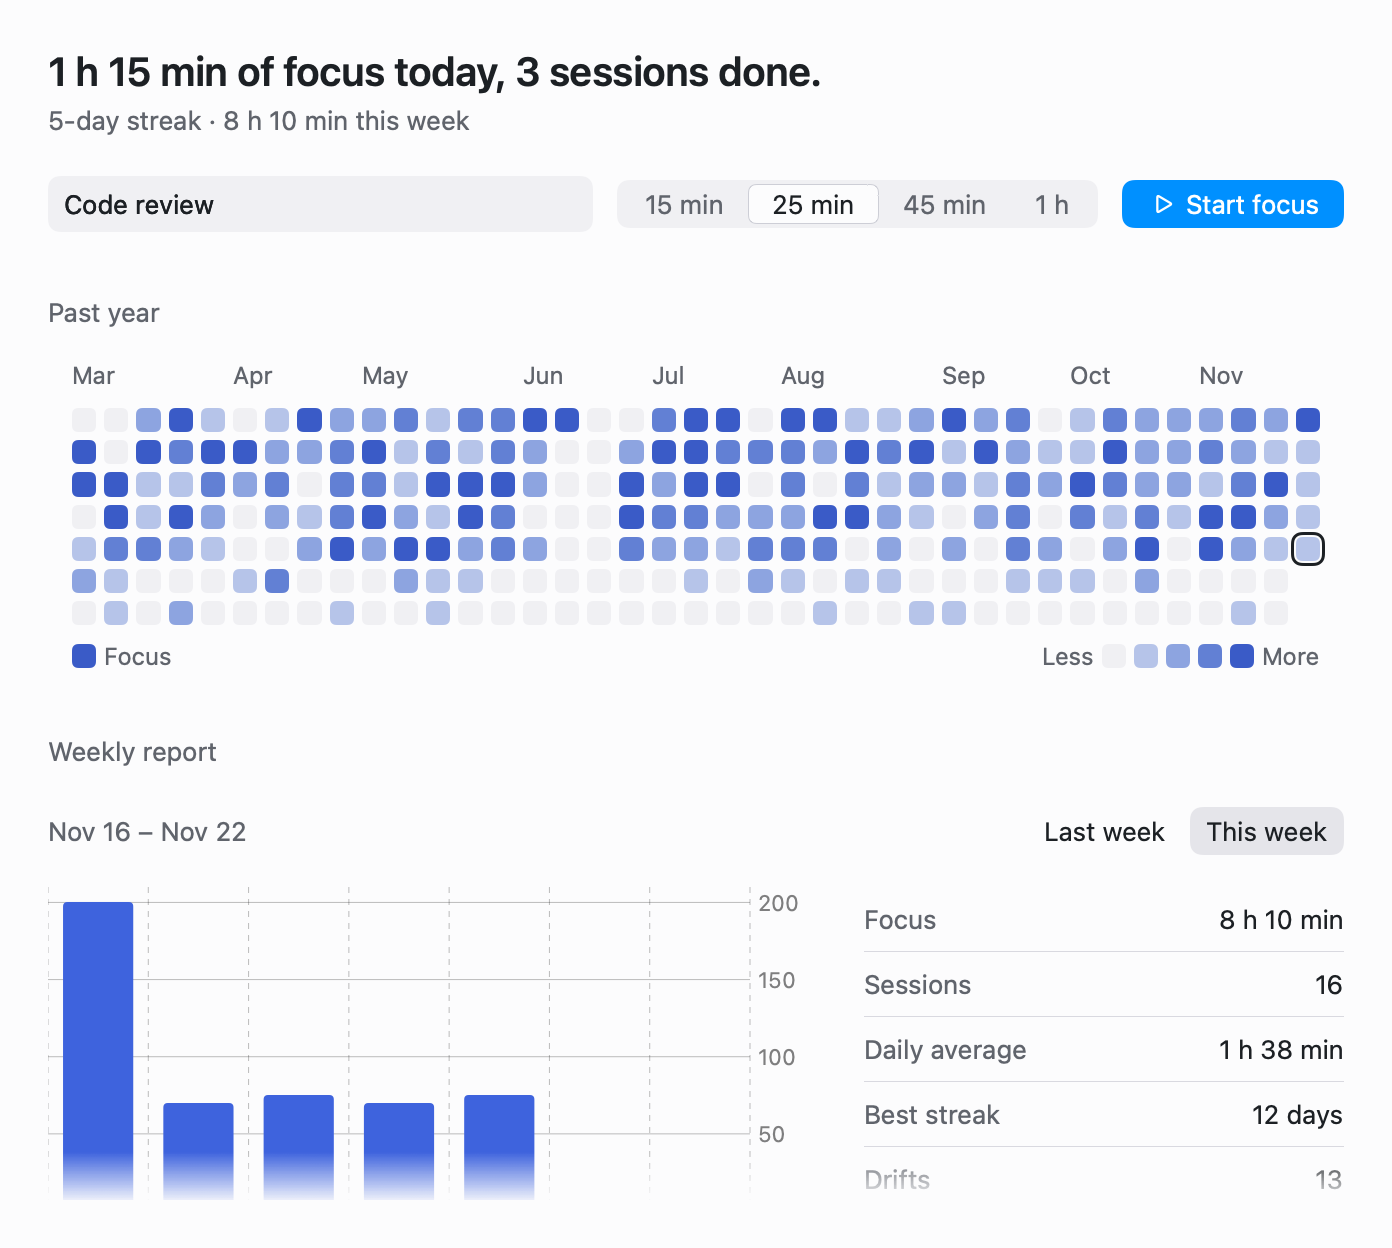 1 h 15 min of focus today, 3 sessions done.
5-day streak · 8 h 10 min this week
Code review
15 min 25 min 45 min 1 h
Start focus
Past year
Mar Apr May Jun Jul Aug Sep Oct Nov
Focus
Less More
Weekly report
Nov 16 – Nov 22
Last week This week
200
150
100
50
Focus 8 h 10 min
Sessions 16
Daily average 1 h 38 min
Best streak 12 days
Drifts 13